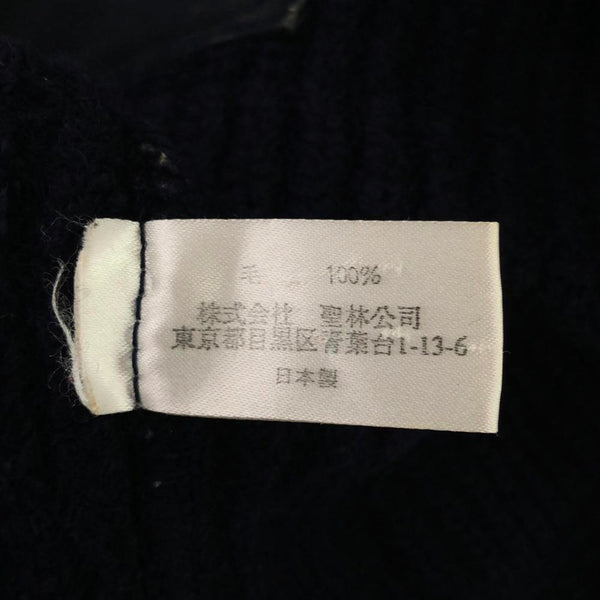 毛 100%
株式会社 聖林公司
東京都目黒区青葉台1-13-6
日本製